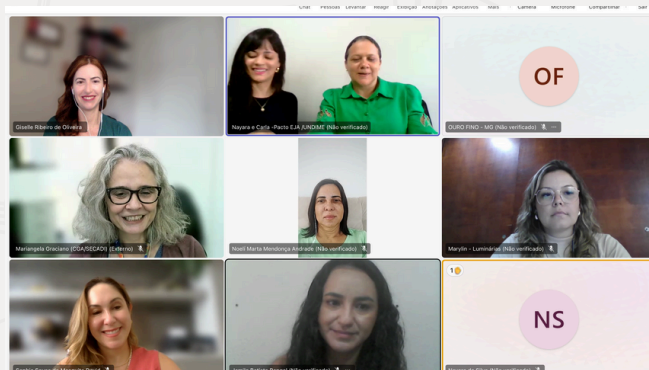 Chat Pessoas Levantar Reagir Exibição Anotações Aplicativos Mais Câmera Microfone Compartilhar Sair
Giselle Ribeiro de Oliveira
Nayara e Carla -Pacto EJA /UNDIME (Não verificado)
OF
OURO FINO - MG (Não verificado)
Mariangela Graciano (CGA/SECADI) (Externo)
Noeli Marta Mendonça Andrade (Não verificado)
Marylin - Luminárias (Não verificado)
1
NS